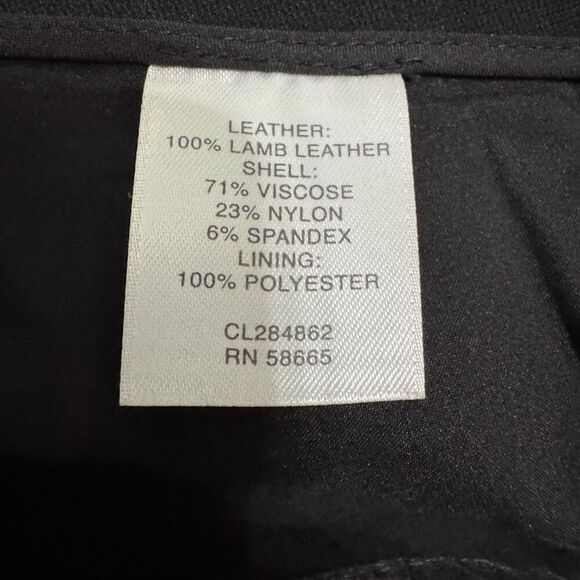 LEATHER:
100% LAMB LEATHER
SHELL:
71% VISCOSE
23% NYLON
6% SPANDEX
LINING:
100% POLYESTER
CL284862
RN 58665